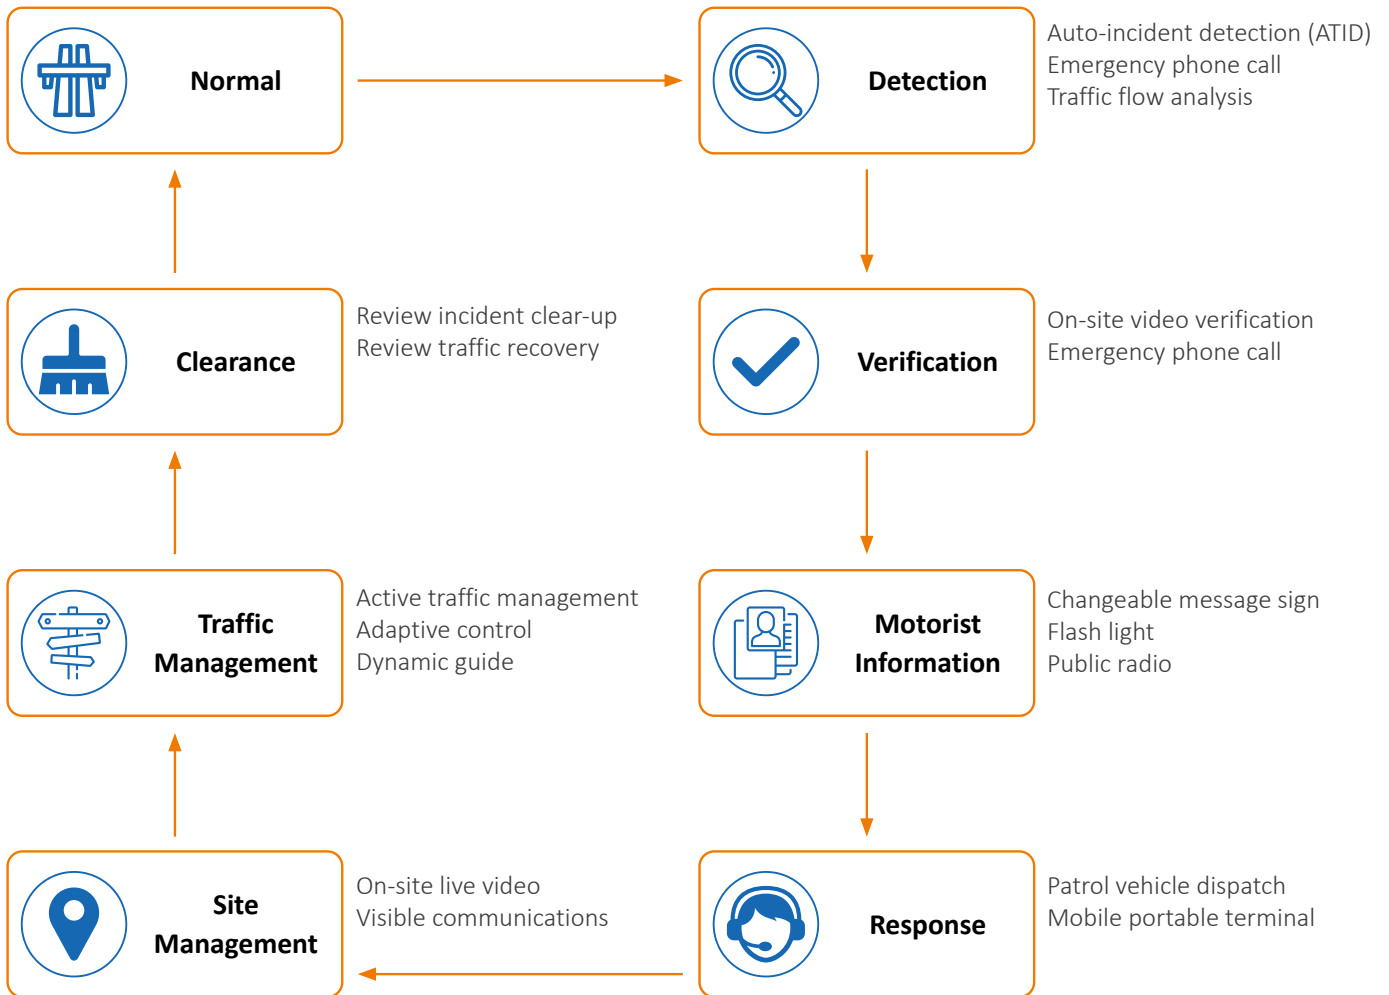 Normal
Detection
Auto-incident detection (ATID)
Emergency phone call
Traffic flow analysis
Clearance
Review incident clear-up
Review traffic recovery
Verification
On-site video verification
Emergency phone call
Traffic
Management
Active traffic management
Adaptive control
Dynamic guide
Motorist
Information
Changeable message sign
Flash light
Public radio
Site
Management
On-site live video
Visible communications
Response
Patrol vehicle dispatch
Mobile portable terminal